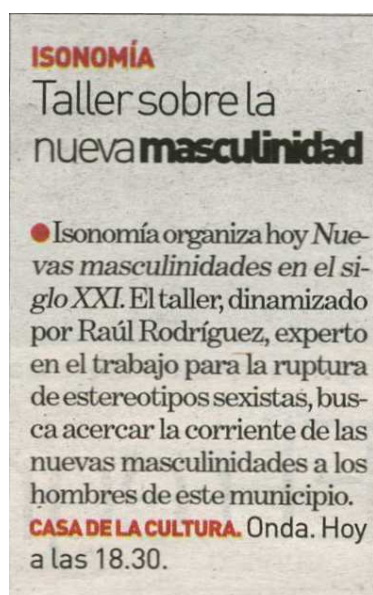 ISONOMÍA
Taller sobre la
nueva masculinidad
● Isonomía organiza hoy Nue-
vas masculinidades en el si-
glo XXI. El taller, dinamizado
por Raúl Rodríguez, experto
en el trabajo para la ruptura
de estereotipos sexistas, bus-
ca acercar la corriente de las
nuevas masculinidades a los
hombres de este municipio.
CASA DE LA CULTURA. Onda. Hoy
a las 18.30.